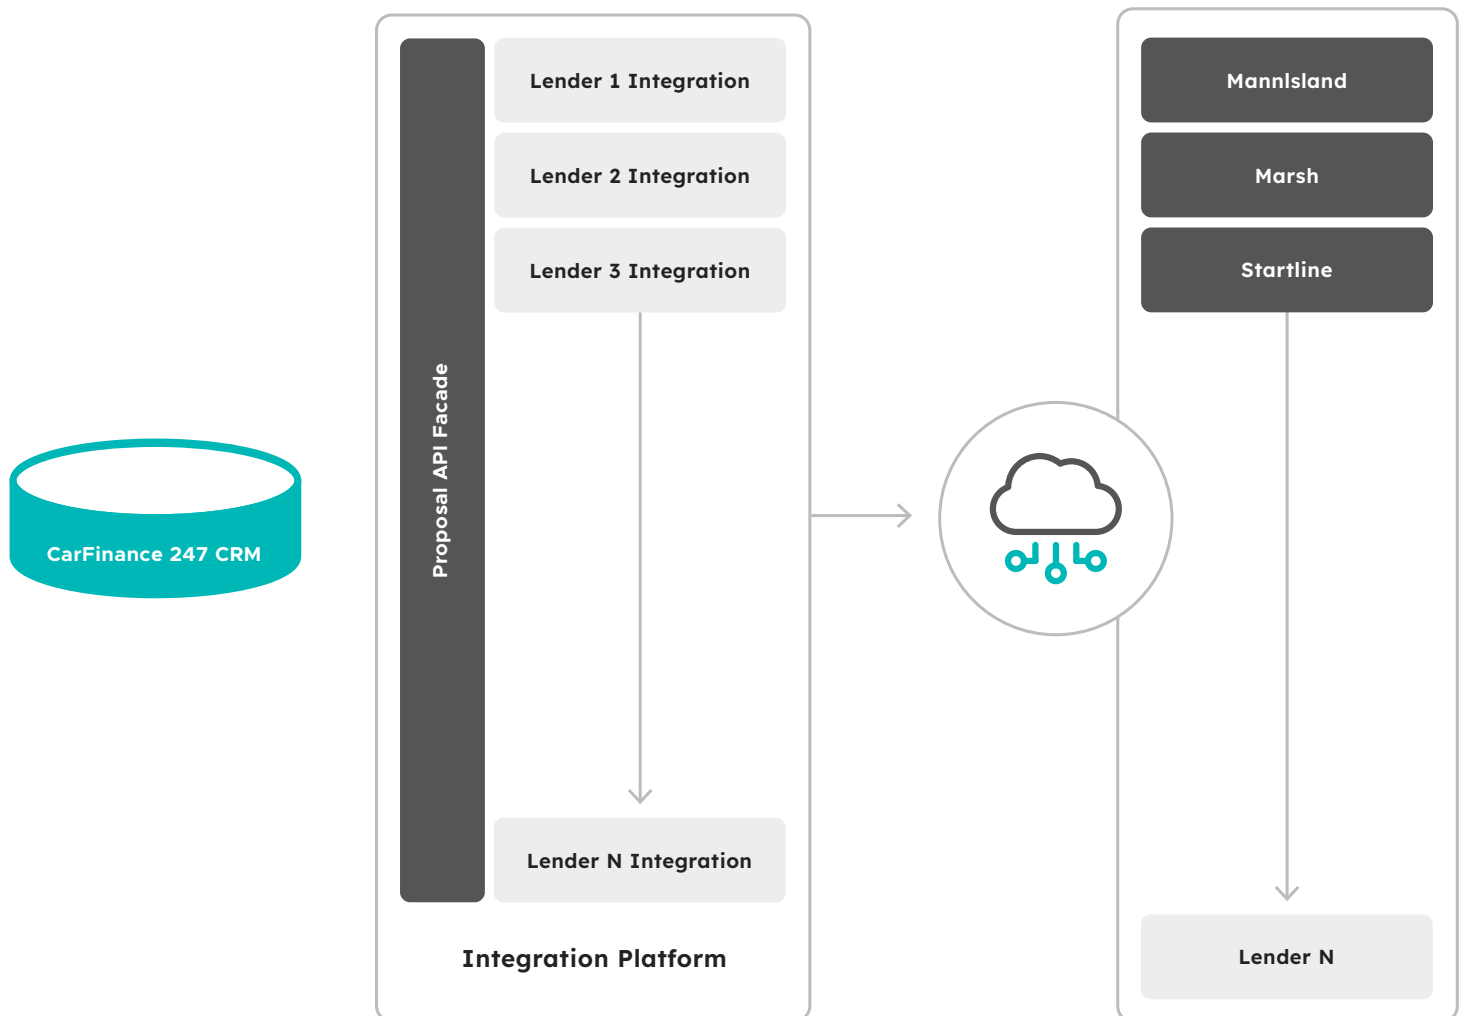 CarFinance 247 CRM
Proposal API Facade
Lender 1 Integration
Lender 2 Integration
Lender 3 Integration
Lender N Integration
Integration Platform
MannIsland
Marsh
Startline
Lender N